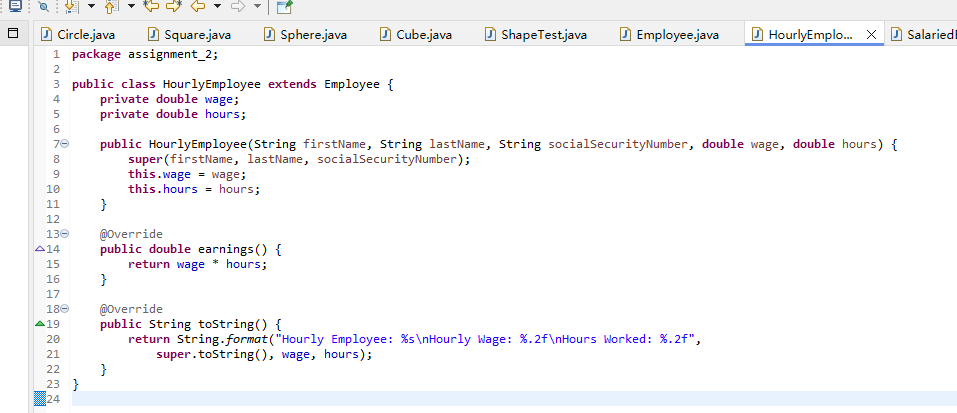 Circle.java Square.java Sphere.java Cube.java ShapeTest.java Employee.java HourlyEmplo... Salaried
1 package assignment_2;
2
3 public class HourlyEmployee extends Employee {
4     private double wage;
5     private double hours;
6
7     public HourlyEmployee(String firstName, String lastName, String socialSecurityNumber, double wage, double hours) {
8         super(firstName, lastName, socialSecurityNumber);
9         this.wage = wage;
10         this.hours = hours;
11     }
12
13     @Override
14     public double earnings() {
15         return wage * hours;
16     }
17
18     @Override
19     public String toString() {
20         return String.format("Hourly Employee: %s\nHourly Wage: %.2f\nHours Worked: %.2f",
21             super.toString(), wage, hours);
22     }
23 }
24